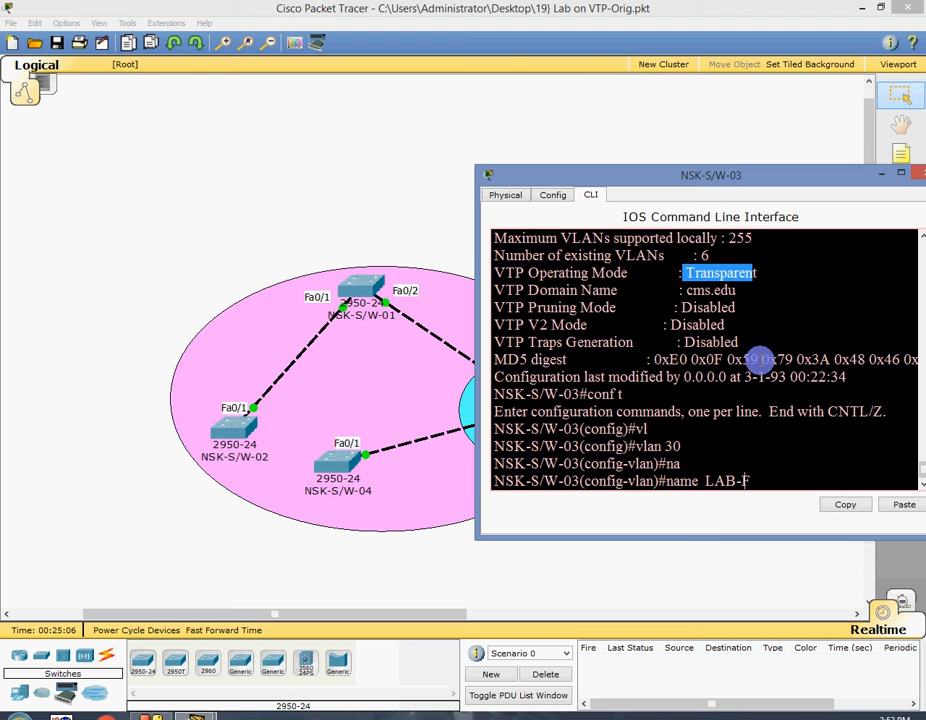 Cisco Packet Tracer - C:\Users\Administrator\Desktop\19) Lab on VTP-Orig.pkt
File Edit Options View Tools Extensions Help
Logical [Root] New Cluster Move Object Set Tiled Background Viewport
NSK-S/W-03
Physical Config CLI
IOS Command Line Interface
Maximum VLANs supported locally : 255
Number of existing VLANs : 6
VTP Operating Mode : Transparent
VTP Domain Name : cms.edu
VTP Pruning Mode : Disabled
VTP V2 Mode : Disabled
VTP Traps Generation : Disabled
MD5 digest : 0xE0 0x0F 0x59 0x79 0x3A 0x48 0x46 0x
Configuration last modified by 0.0.0.0 at 3-1-93 00:22:34
NSK-S/W-03#conf t
Enter configuration commands, one per line. End with CNTL/Z.
NSK-S/W-03(config)#vl
NSK-S/W-03(config)#vlan 30
NSK-S/W-03(config-vlan)#na
NSK-S/W-03(config-vlan)#name LAB-F
Copy Paste
Fa0/1 Fa0/2
2950-24
NSK-S/W-01
Fa0/1
2950-24
NSK-S/W-02
Fa0/1
2950-24
NSK-S/W-04
Time: 00:25:06 Power Cycle Devices Fast Forward Time Realtime
Switches
2950-24 2950T 2960 Generic Generic 3560 24PS Generic
2950-24
Scenario 0
New Delete
Toggle PDU List Window
Fire Last Status Source Destination Type Color Time (sec) Periodic